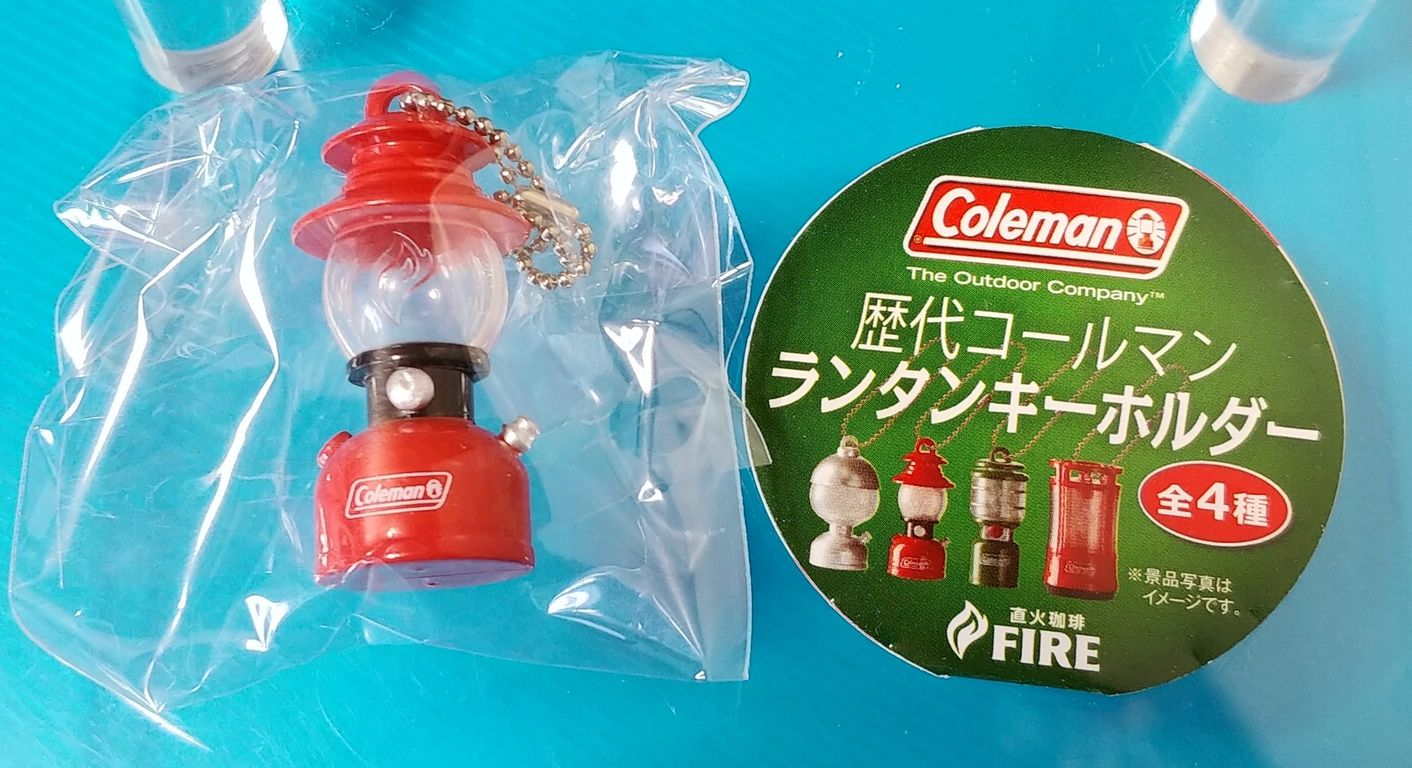 Coleman
Coleman
The Outdoor Company™
歴代コールマン
ランタンキーホルダー
全4種
※景品写真は
イメージです。
直火珈琲
FIRE